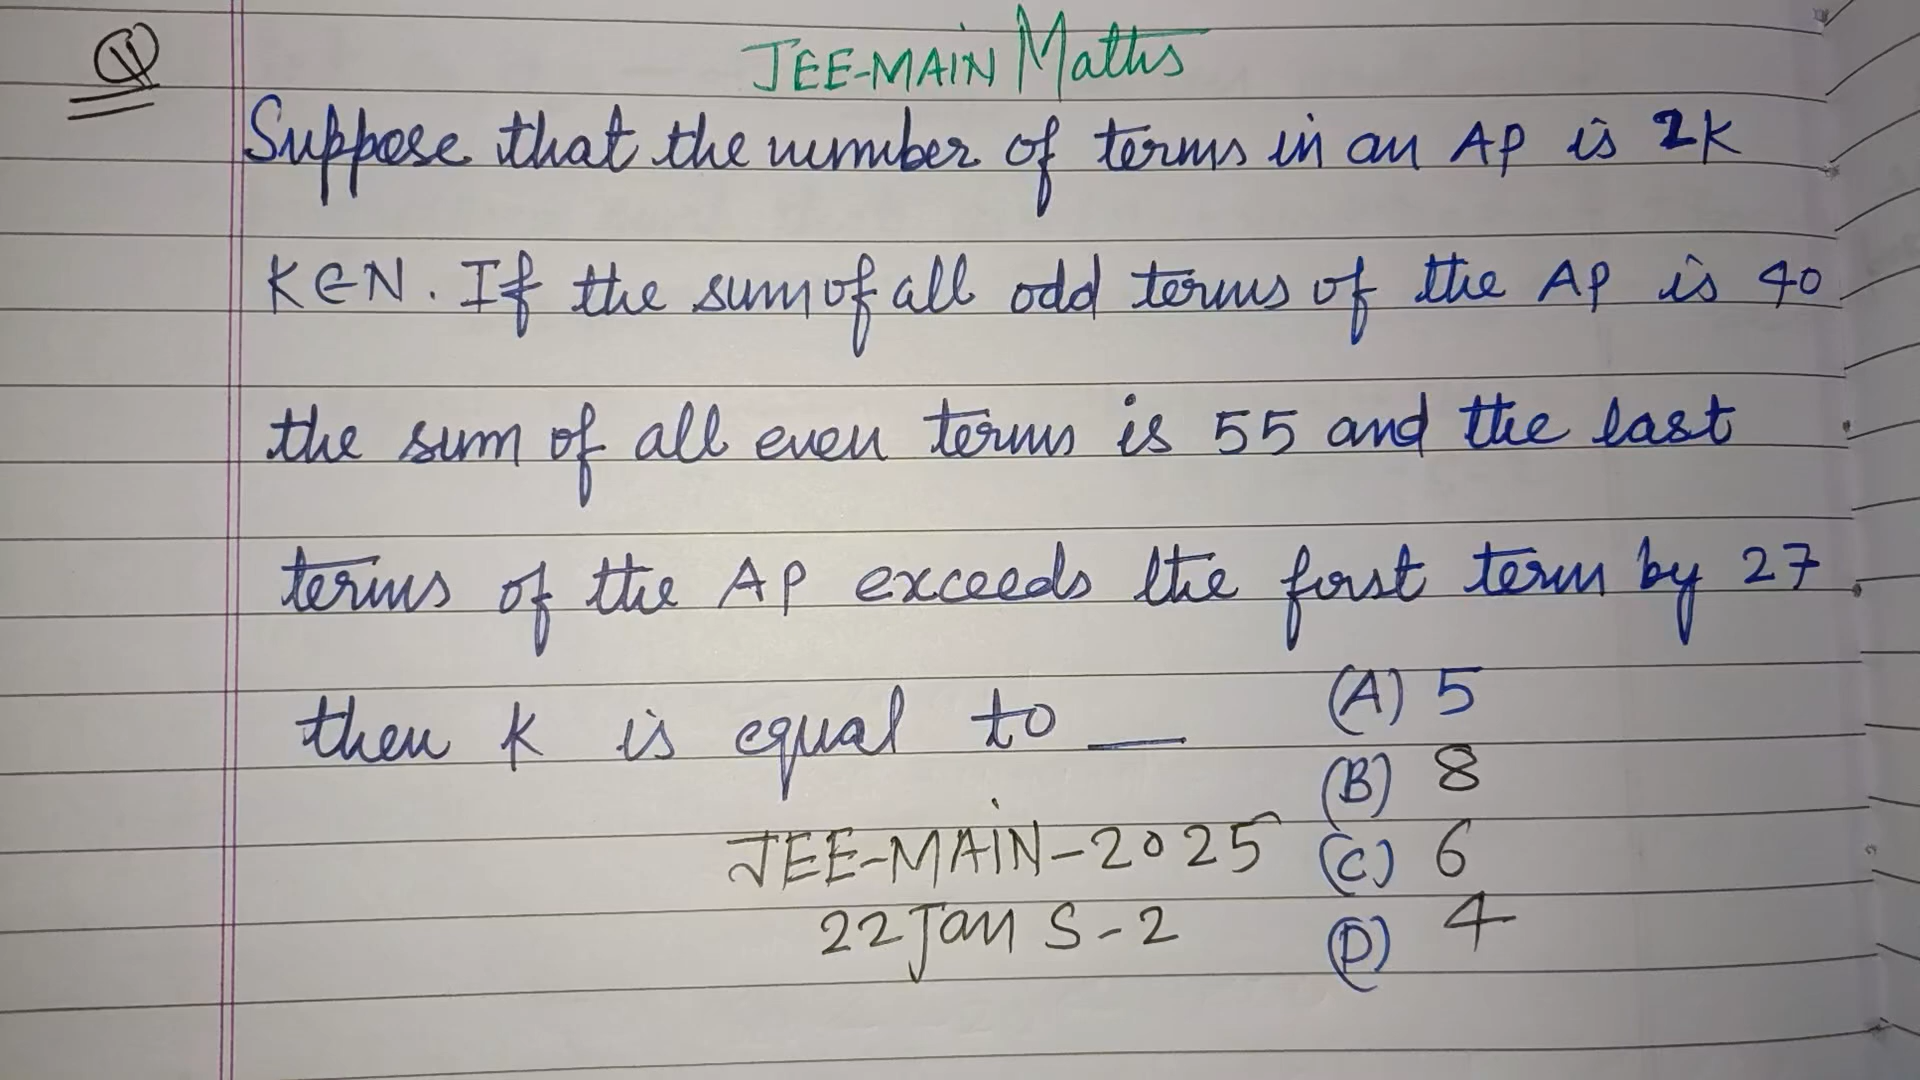 Q
JEE-MAIN Maths
Suppose that the number of terms in an AP is 2K
KEN. If the sum of all odd terms of the AP is 40
the sum of all even terms is 55 and the last
terms of the AP exceeds the first term by 27
then K is equal to __ (A) 5
(B) 8
JEE-MAIN-2025 (C) 6
22 Jan S-2 (D) 4